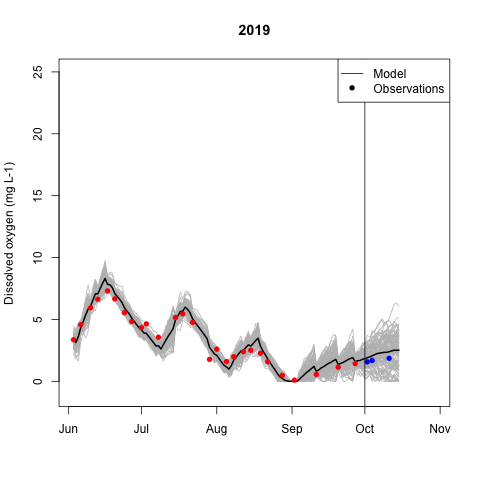 2019
Model
Observations
Dissolved oxygen (mg L-1)
25
20
15
10
5
0
Jun Jul Aug Sep Oct Nov